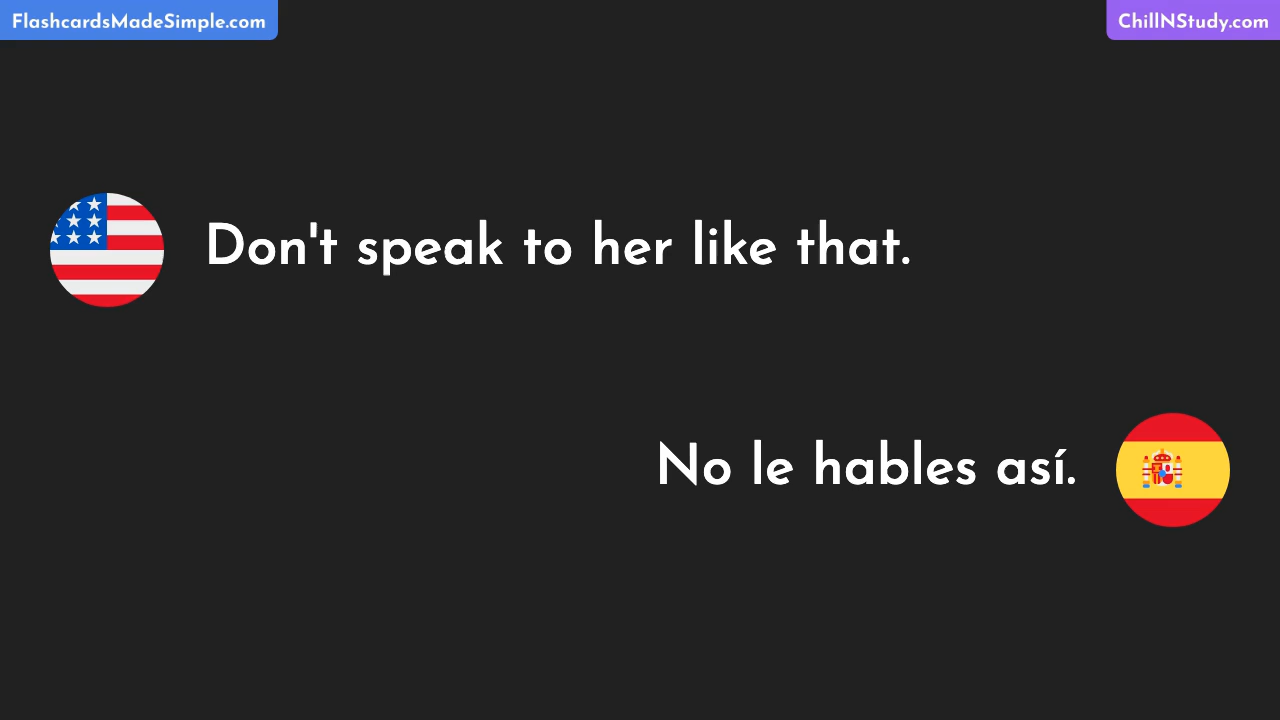 FlashcardsMadeSimple.com
ChillNStudy.com
Don't speak to her like that.
No le hables así.